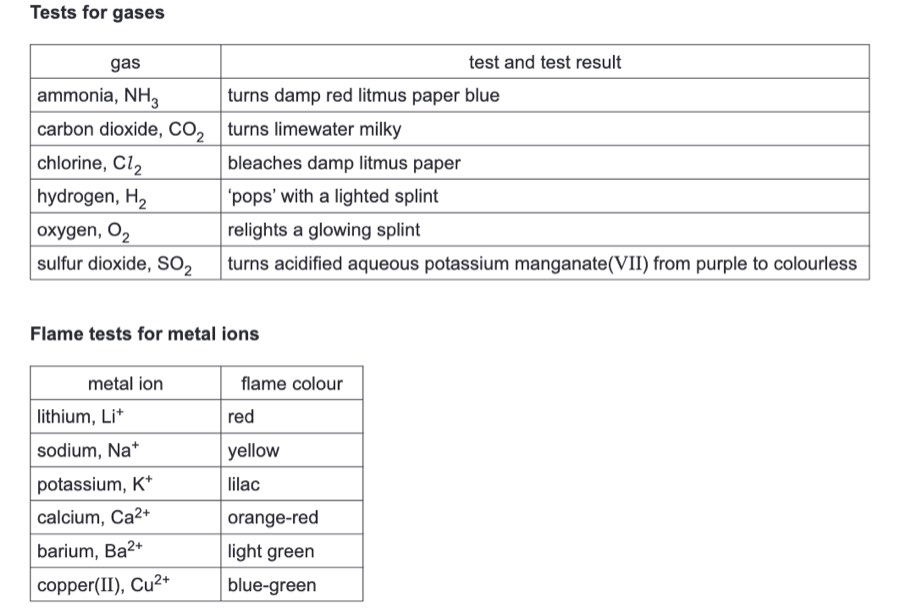 Tests for gases
gas test and test result
ammonia, NH₃ turns damp red litmus paper blue
carbon dioxide, CO₂ turns limewater milky
chlorine, Cl₂ bleaches damp litmus paper
hydrogen, H₂ ‘pops’ with a lighted splint
oxygen, O₂ relights a glowing splint
sulfur dioxide, SO₂ turns acidified aqueous potassium manganate(VII) from purple to colourless
Flame tests for metal ions
metal ion flame colour
lithium, Li⁺ red
sodium, Na⁺ yellow
potassium, K⁺ lilac
calcium, Ca²⁺ orange-red
barium, Ba²⁺ light green
copper(II), Cu²⁺ blue-green